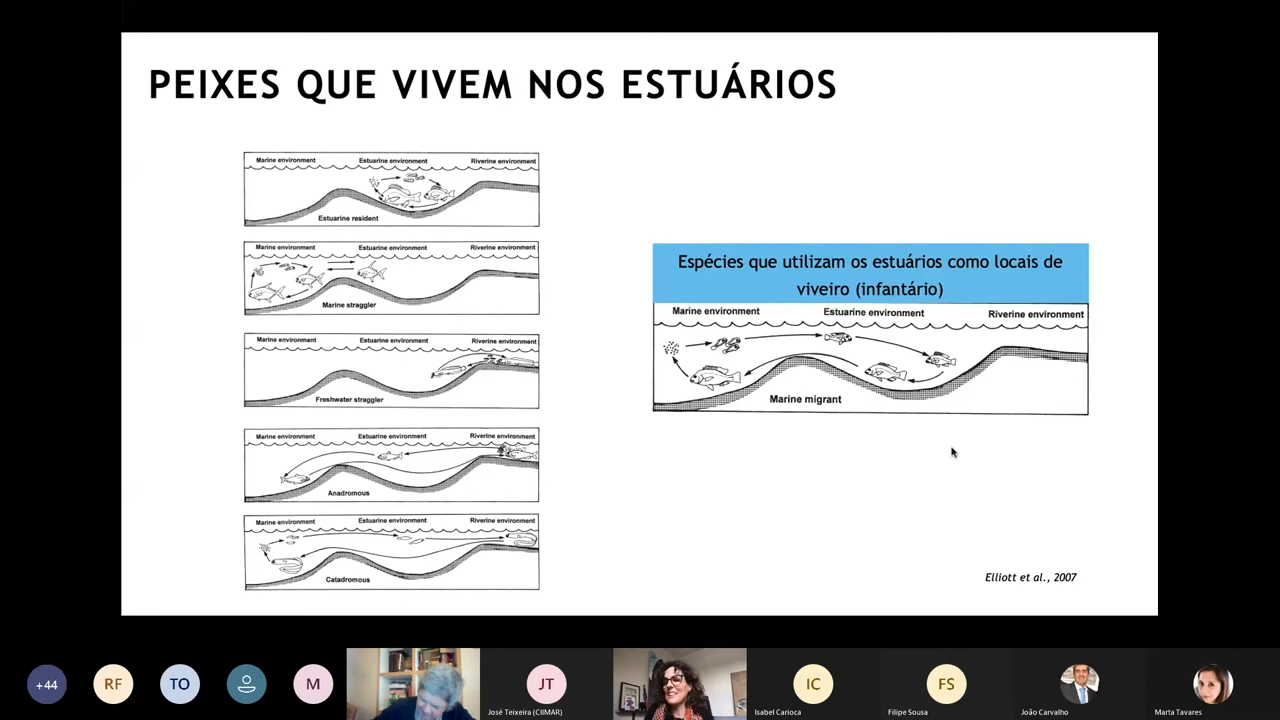 PEIXES QUE VIVEM NOS ESTUÁRIOS
Marine environment Estuarine environment Riverine environment
Estuarine resident
Marine environment Estuarine environment Riverine environment
Marine straggler
Marine environment Estuarine environment Riverine environment
Freshwater straggler
Marine environment Estuarine environment Riverine environment
Anadromous
Marine environment Estuarine environment Riverine environment
Catadromous
Espécies que utilizam os estuários como locais de
viveiro (infantário)
Marine environment Estuarine environment Riverine environment
Marine migrant
Elliott et al., 2007
+44 RF TO M JT IC FS
José Teixeira (CIIMAR) Isabel Carioca Filipe Sousa João Carvalho Marta Tavares